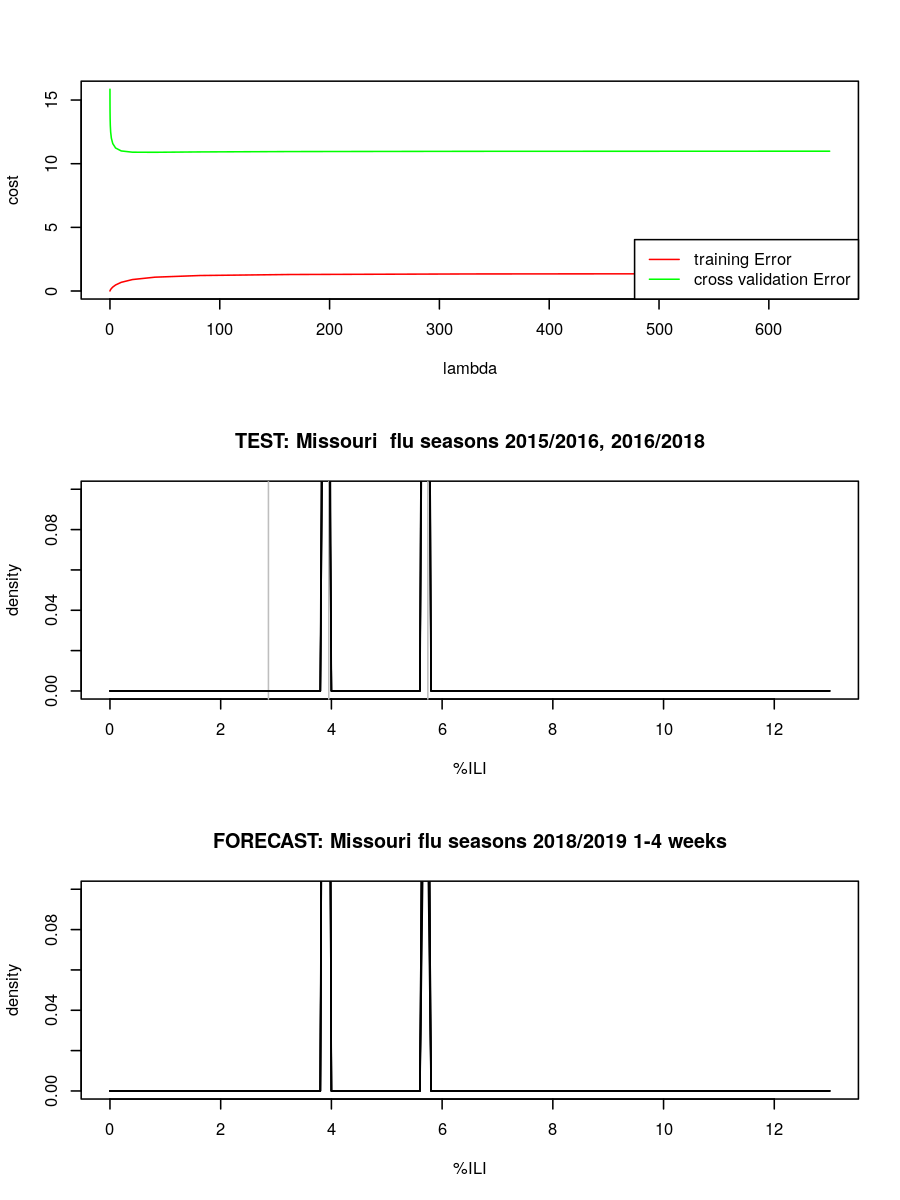 15
10
5
0
cost
training Error
cross validation Error
0 100 200 300 400 500 600
lambda
TEST: Missouri  flu seasons 2015/2016, 2016/2018
0.08
0.04
0.00
density
0 2 4 6 8 10 12
%ILI
FORECAST: Missouri flu seasons 2018/2019 1-4 weeks
0.08
0.04
0.00
density
0 2 4 6 8 10 12
%ILI